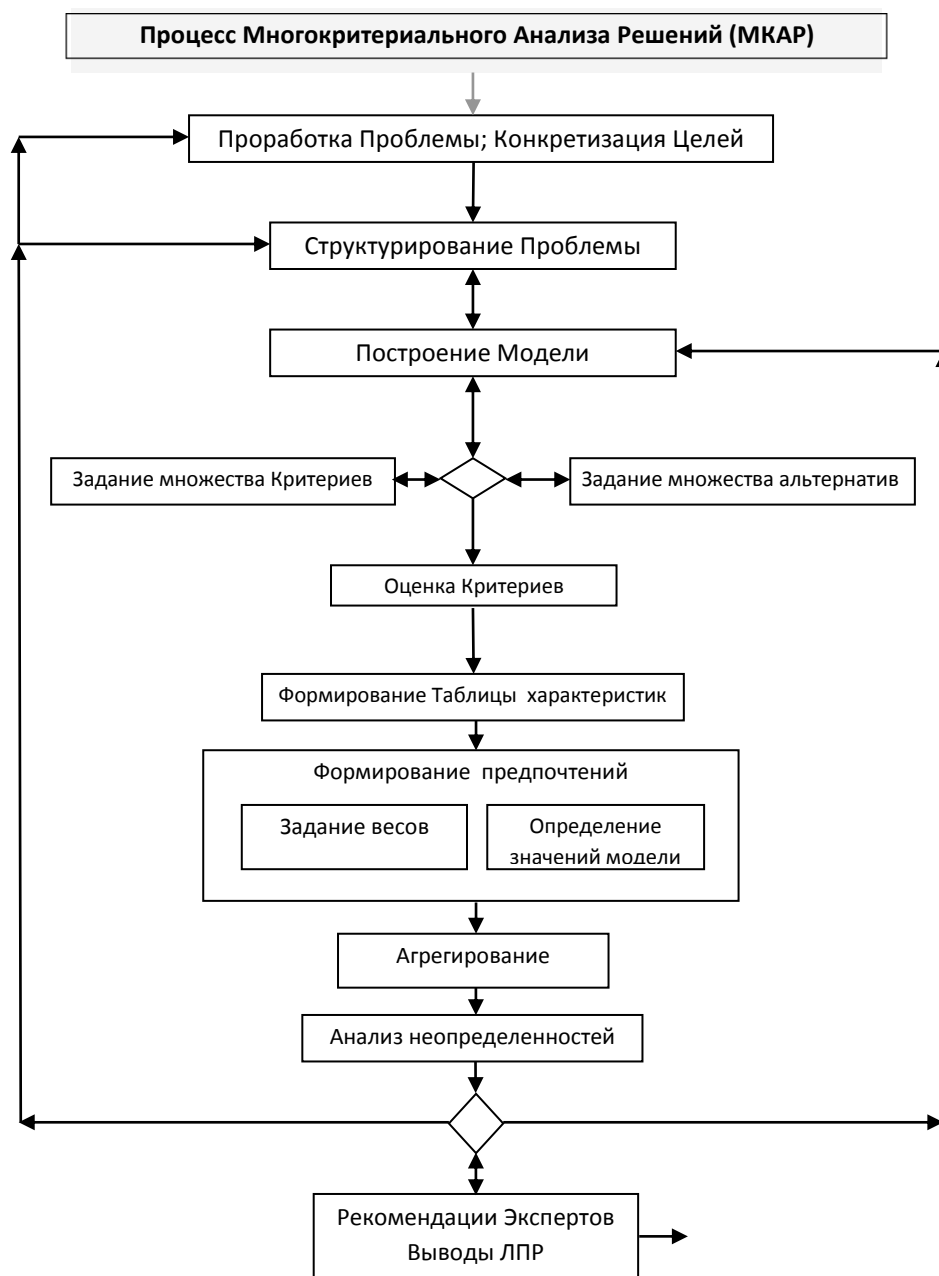 Процесс Многокритериального Анализа Решений (МКАР)
Проработка Проблемы; Конкретизация Целей
Структурирование Проблемы
Построение Модели
Задание множества Критериев
Задание множества альтернатив
Оценка Критериев
Формирование Таблицы характеристик
Формирование предпочтений
Задание весов
Определение
значений модели
Агрегирование
Анализ неопределенностей
Рекомендации Экспертов
Выводы ЛПР